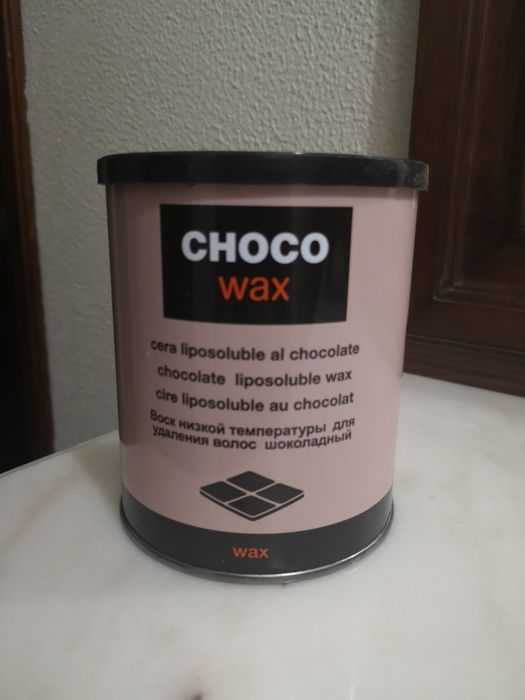 CHOCO
wax
cera liposoluble al chocolate
chocolate liposoluble wax
cire liposoluble au chocolat
Воск низкой температуры для
удаления волос шоколадный
wax